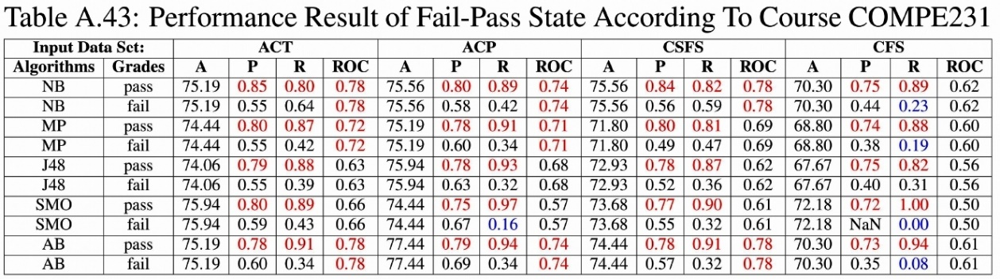 Table A.43: Performance Result of Fail-Pass State According To Course COMPE231
Input Data Set: ACT ACP CSFS CFS
Algorithms Grades A P R ROC A P R ROC A P R ROC A P R ROC
NB pass 75.19 0.85 0.80 0.78 75.56 0.80 0.89 0.74 75.56 0.84 0.82 0.78 70.30 0.75 0.89 0.62
NB fail 75.19 0.55 0.64 0.78 75.56 0.58 0.42 0.74 75.56 0.56 0.59 0.78 70.30 0.44 0.23 0.62
MP pass 74.44 0.80 0.87 0.72 75.19 0.78 0.91 0.71 71.80 0.80 0.81 0.69 68.80 0.74 0.88 0.60
MP fail 74.44 0.55 0.42 0.72 75.19 0.60 0.34 0.71 71.80 0.49 0.47 0.69 68.80 0.38 0.19 0.60
J48 pass 74.06 0.79 0.88 0.63 75.94 0.78 0.93 0.68 72.93 0.78 0.87 0.62 67.67 0.75 0.82 0.56
J48 fail 74.06 0.55 0.39 0.63 75.94 0.63 0.32 0.68 72.93 0.52 0.36 0.62 67.67 0.40 0.31 0.56
SMO pass 75.94 0.80 0.89 0.66 74.44 0.75 0.97 0.57 73.68 0.77 0.90 0.61 72.18 0.72 1.00 0.50
SMO fail 75.94 0.59 0.43 0.66 74.44 0.67 0.16 0.57 73.68 0.55 0.32 0.61 72.18 NaN 0.00 0.50
AB pass 75.19 0.78 0.91 0.78 77.44 0.79 0.94 0.74 74.44 0.78 0.91 0.78 70.30 0.73 0.94 0.61
AB fail 75.19 0.60 0.34 0.78 77.44 0.69 0.34 0.74 74.44 0.57 0.32 0.78 70.30 0.35 0.08 0.61